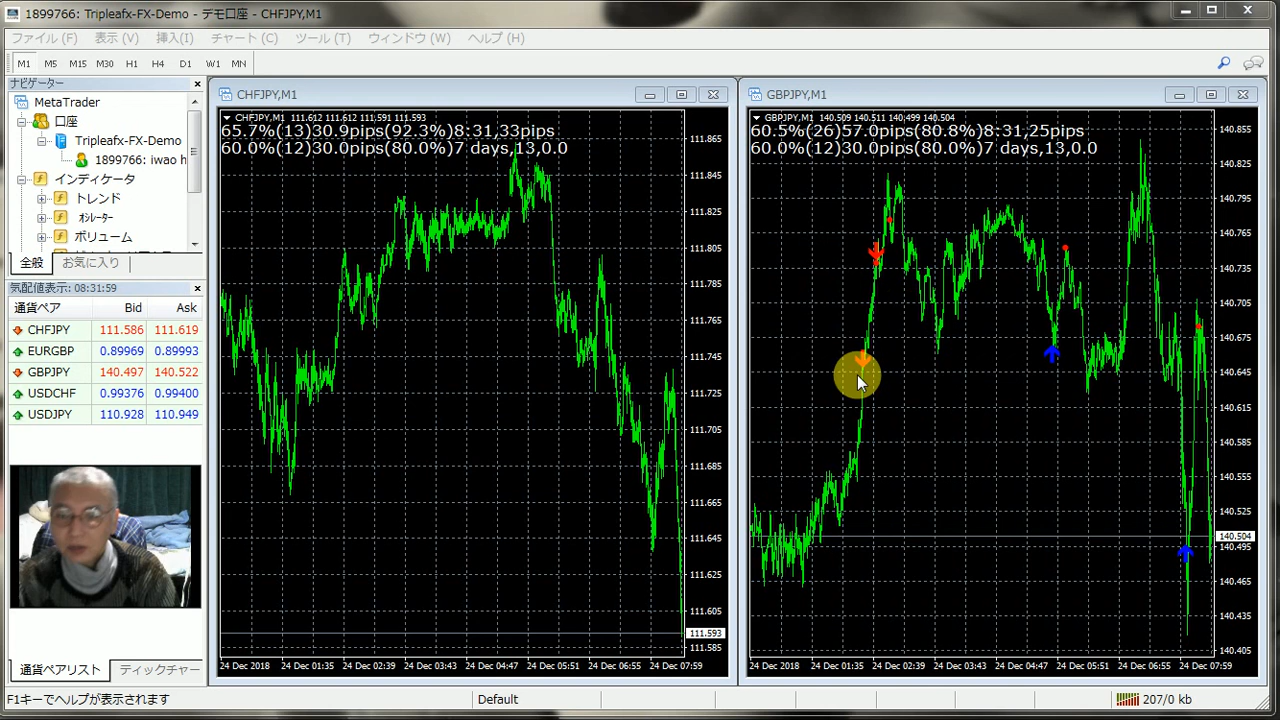 1899766: Tripleafx-FX-Demo - デモ口座 - CHFJPY,M1
ファイル (F) 表示 (V) 挿入(I) チャート (C) ツール (T) ウィンドウ (W) ヘルプ (H)
M1 M5 M15 M30 H1 H4 D1 W1 MN
ナビゲーター
MetaTrader
口座
Tripleafx-FX-Demo
1899766: iwao h
インディケータ
トレンド
オシレーター
ボリューム
全般 お気に入り
気配値表示: 08:31:59
通貨ペア Bid Ask
CHFJPY 111.586 111.619
EURGBP 0.89969 0.89993
GBPJPY 140.497 140.522
USDCHF 0.99376 0.99400
USDJPY 110.928 110.949
通貨ペアリスト ティックチャー
CHFJPY,M1
CHFJPY,M1 111.612 111.612 111.591 111.593
65.7%(13)30.9pips(92.3%)8:31,33pips
60.0%(12)30.0pips(80.0%)7 days,13,0.0
111.865
111.845
111.825
111.805
111.785
111.765
111.745
111.725
111.705
111.685
111.665
111.645
111.625
111.605
111.593
111.585
24 Dec 2018 24 Dec 01:35 24 Dec 02:39 24 Dec 03:43 24 Dec 04:47 24 Dec 05:51 24 Dec 06:55 24 Dec 07:59
GBPJPY,M1
GBPJPY,M1 140.509 140.511 140.499 140.504
60.5%(26)57.0pips(80.8%)8:31,25pips
60.0%(12)30.0pips(80.0%)7 days,13,0.0
140.855
140.825
140.795
140.765
140.735
140.705
140.675
140.645
140.615
140.585
140.555
140.525
140.504
140.495
140.465
140.435
140.405
24 Dec 2018 24 Dec 01:35 24 Dec 02:39 24 Dec 03:43 24 Dec 04:47 24 Dec 05:51 24 Dec 06:55 24 Dec 07:59
F1キーでヘルプが表示されます Default 207/0 kb